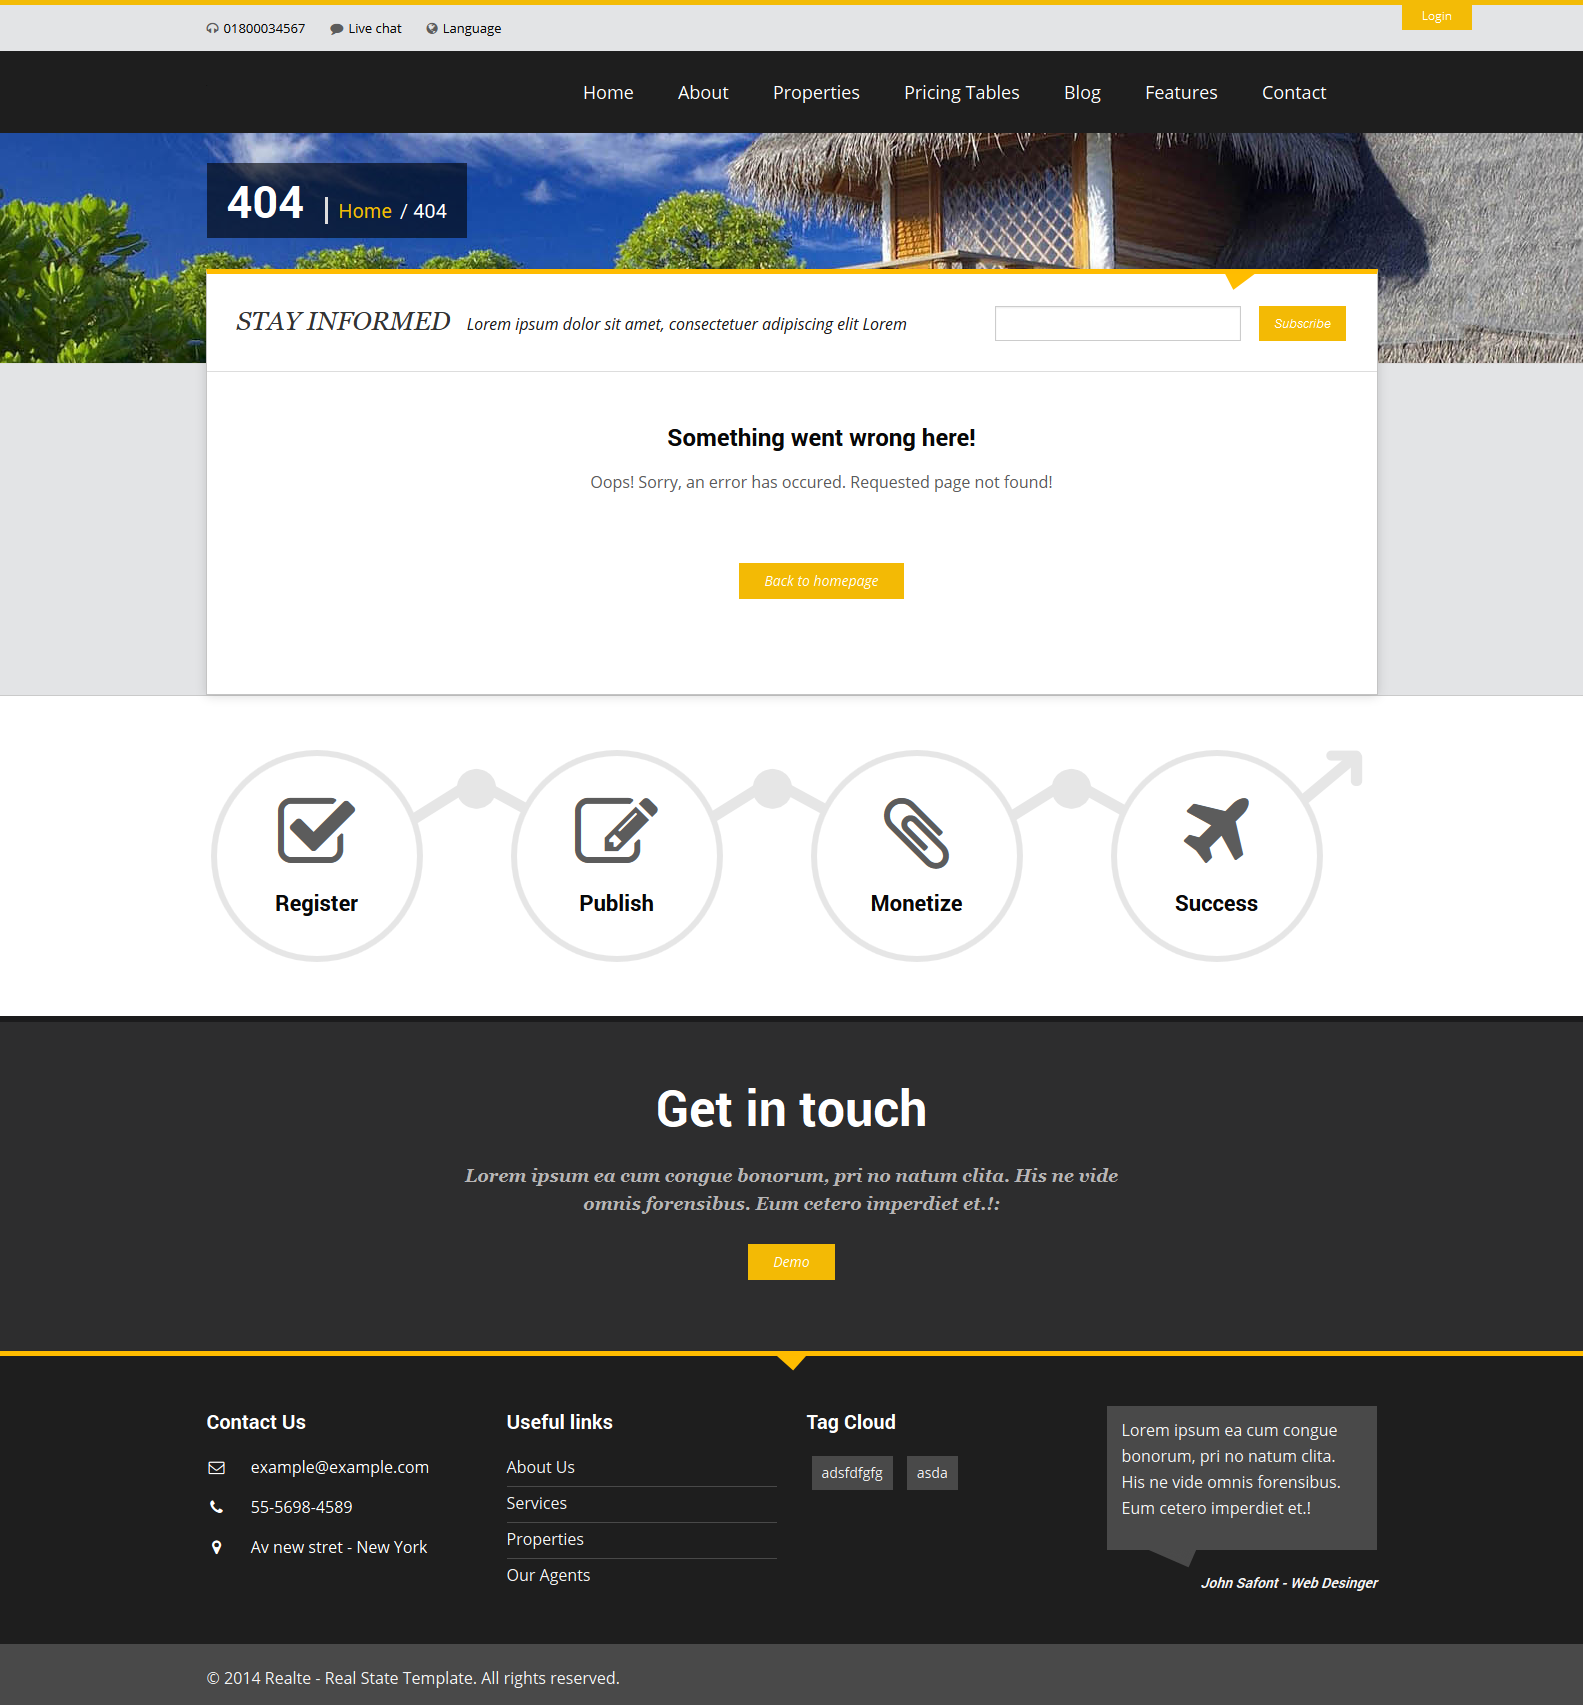 01800034567 Live chat Language Login
Home About Properties Pricing Tables Blog Features Contact
404 | Home / 404
STAY INFORMED Lorem ipsum dolor sit amet, consectetuer adipiscing elit Lorem Subscribe
Something went wrong here!
Oops! Sorry, an error has occured. Requested page not found!
Back to homepage
Register Publish Monetize Success
Get in touch
Lorem ipsum ea cum congue bonorum, pri no natum clita. His ne vide
omnis forensibus. Eum cetero imperdiet et.!:
Demo
Contact Us
example@example.com
55-5698-4589
Av new stret - New York
Useful links
About Us
Services
Properties
Our Agents
Tag Cloud
adsfdfgfg asda
Lorem ipsum ea cum congue
bonorum, pri no natum clita.
His ne vide omnis forensibus.
Eum cetero imperdiet et.!
John Safont - Web Desinger
© 2014 Realte - Real State Template. All rights reserved.